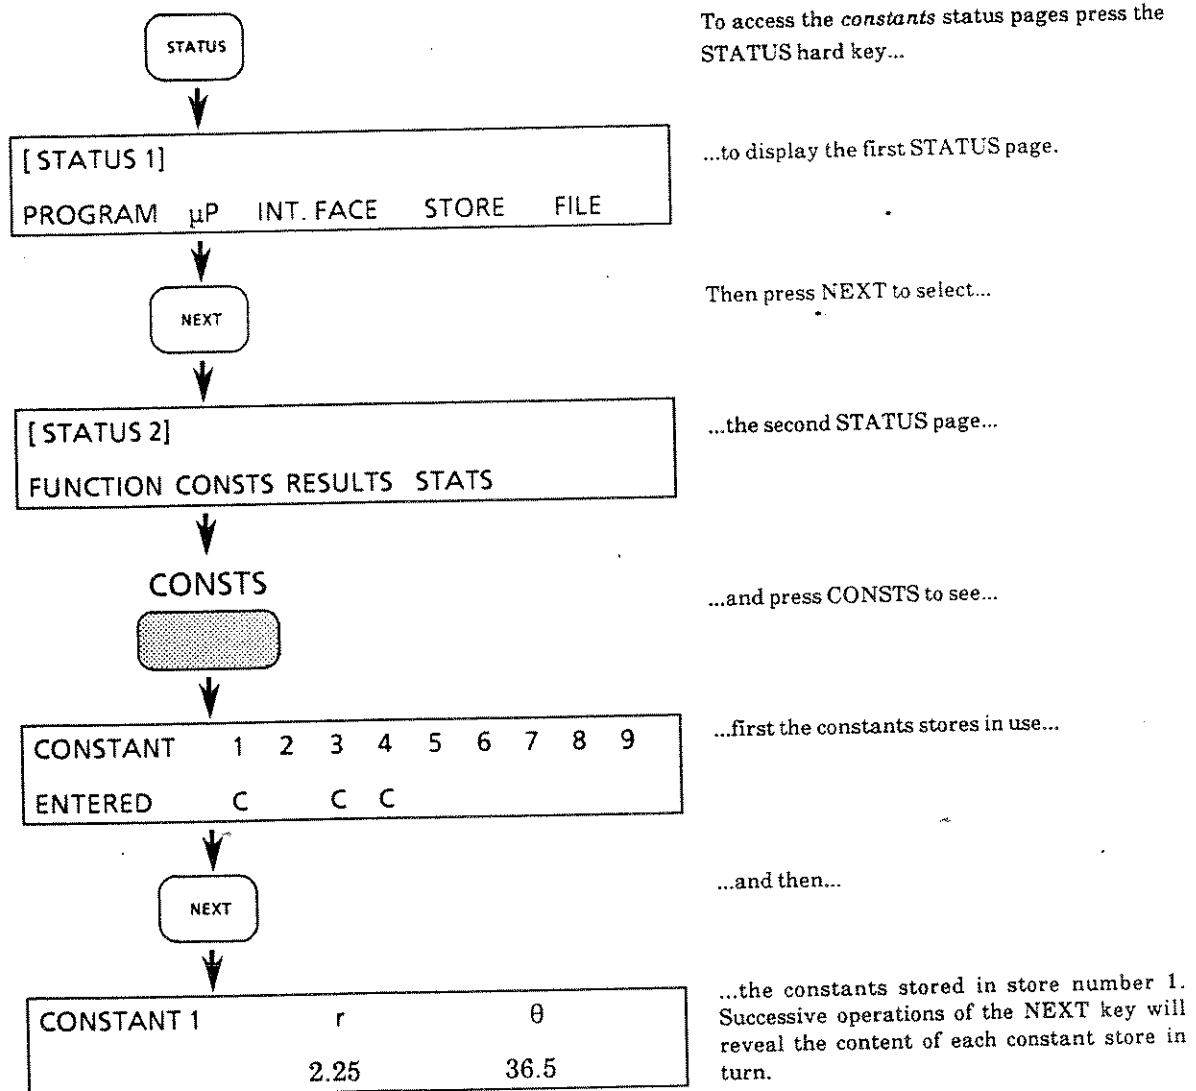 STATUS
To access the constants status pages press the
STATUS hard key...
[ STATUS 1]
PROGRAM μP INT. FACE STORE FILE
...to display the first STATUS page.
NEXT
Then press NEXT to select...
[ STATUS 2]
FUNCTION CONSTS RESULTS STATS
...the second STATUS page...
CONSTS
...and press CONSTS to see...
CONSTANT 1 2 3 4 5 6 7 8 9
ENTERED C C C
...first the constants stores in use...
NEXT
...and then...
CONSTANT 1 r θ
2.25 36.5
...the constants stored in store number 1.
Successive operations of the NEXT key will
reveal the content of each constant store in
turn.